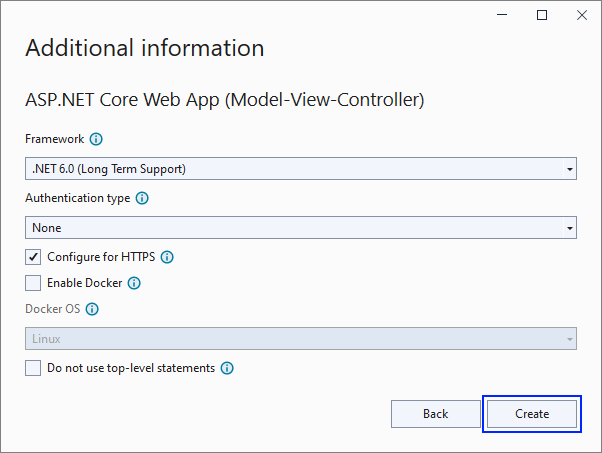 Additional information
ASP.NET Core Web App (Model-View-Controller)
Framework
.NET 6.0 (Long Term Support)
Authentication type
None
Configure for HTTPS
Enable Docker
Docker OS
Linux
Do not use top-level statements
Back Create